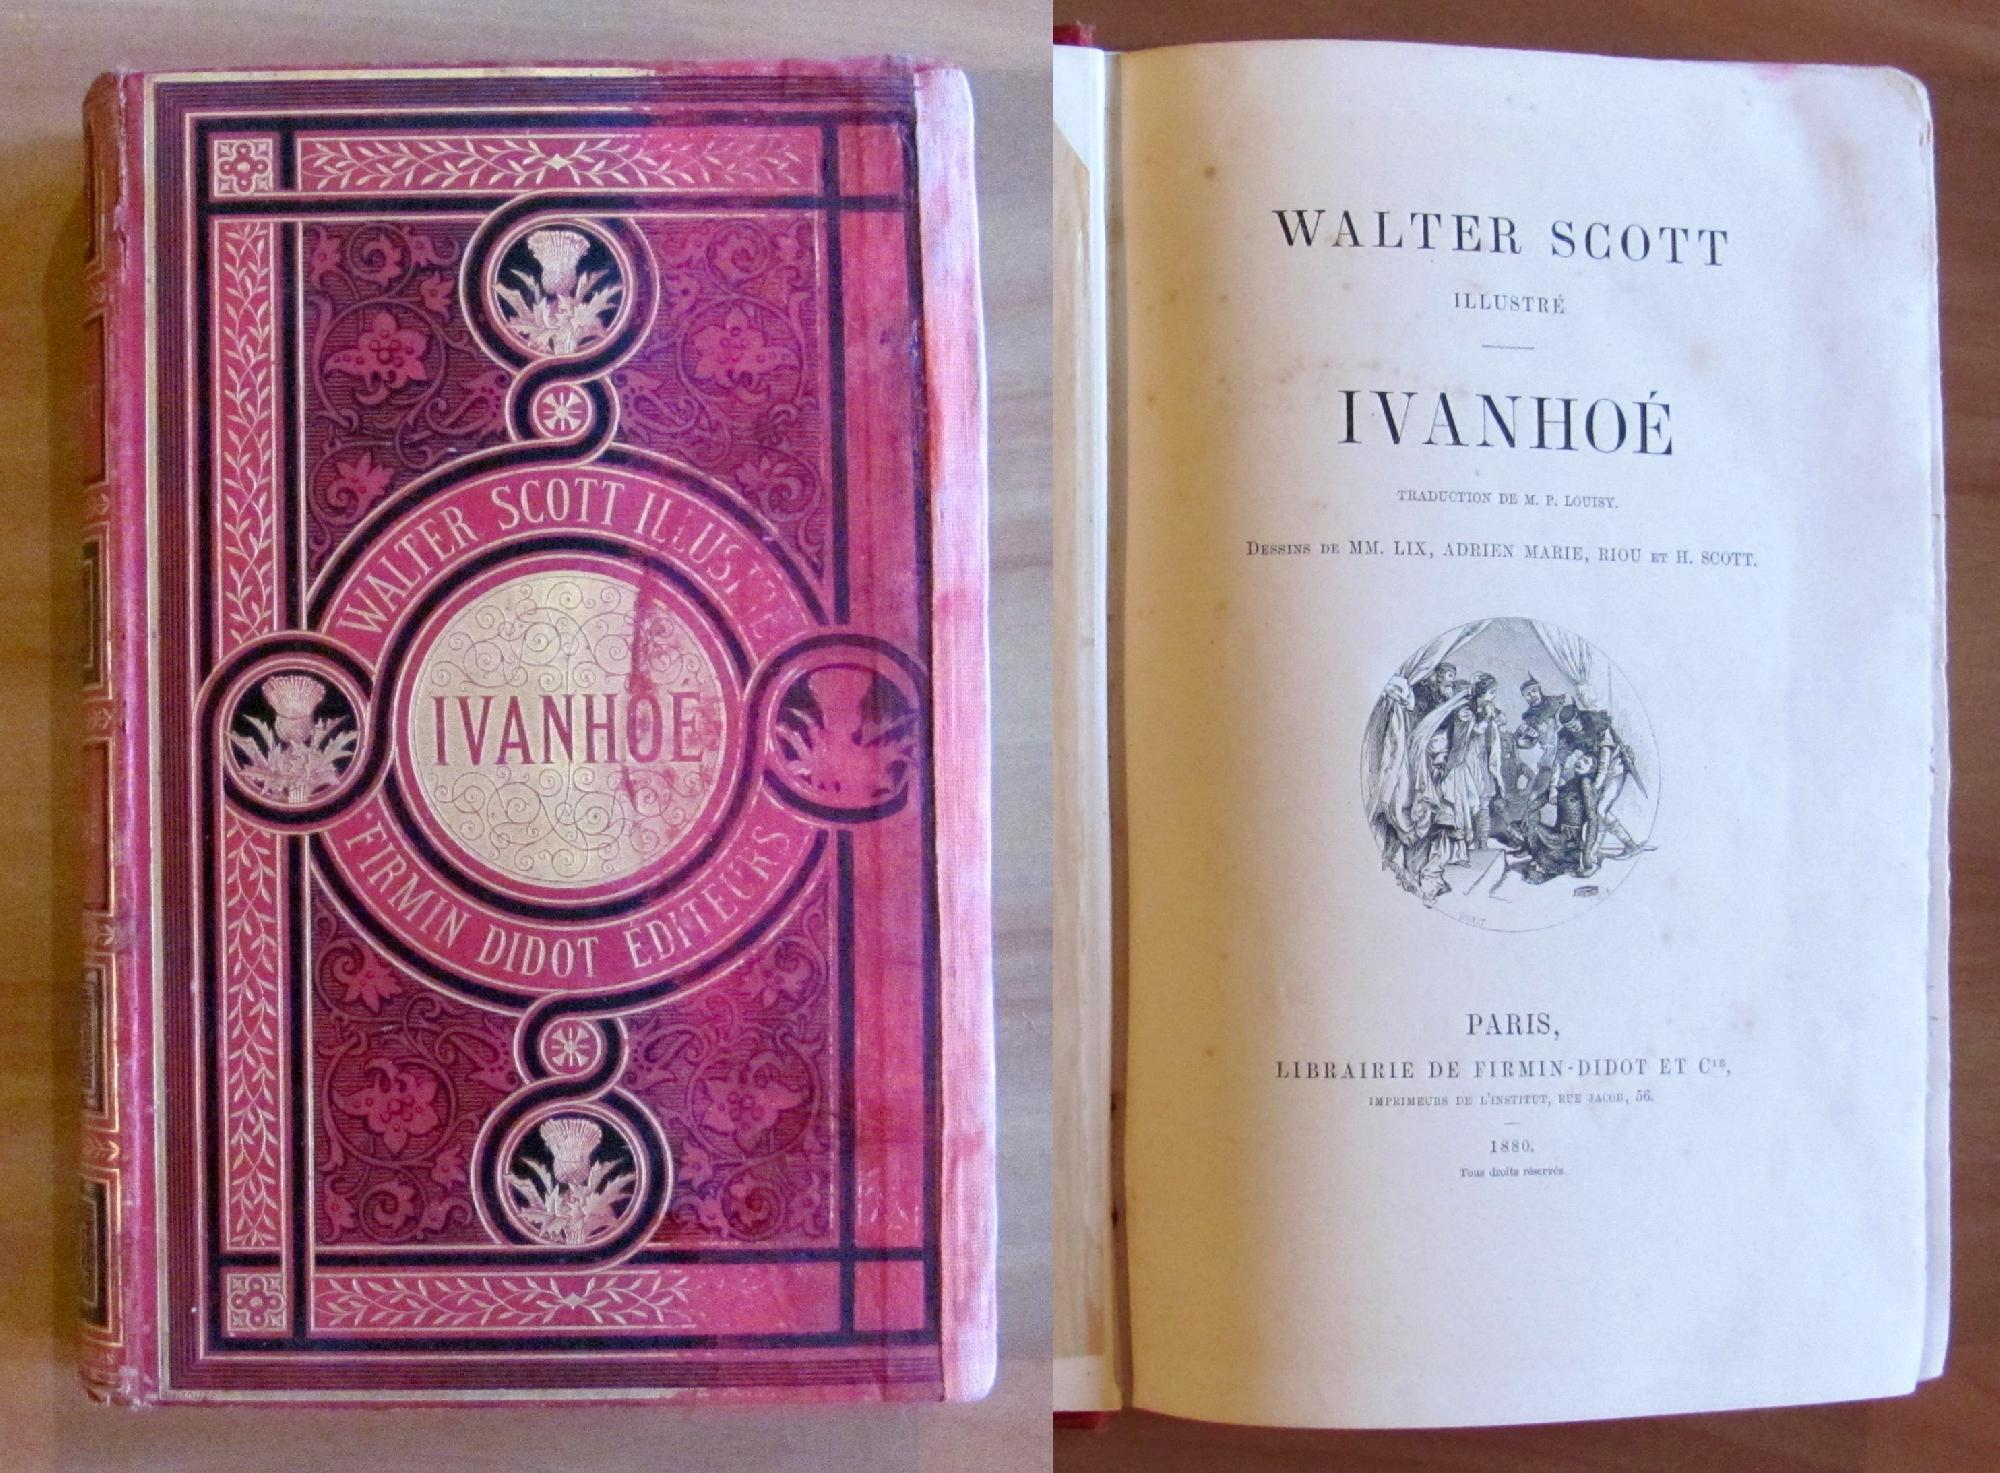 WALTER SCOTT ILLUSTRÉ
IVANHOÉ
FIRMIN DIDOT ÉDITEURS
WALTER SCOTT
ILLUSTRÉ
IVANHOÉ
TRADUCTION DE M. P. LOUISY.
DESSINS DE MM. LIX, ADRIEN MARIE, RIOU ET H. SCOTT.
PARIS,
LIBRAIRIE DE FIRMIN-DIDOT ET CIE,
IMPRIMEURS DE L'INSTITUT, RUE JACOB, 56.
1880.
Tous droits réservés.